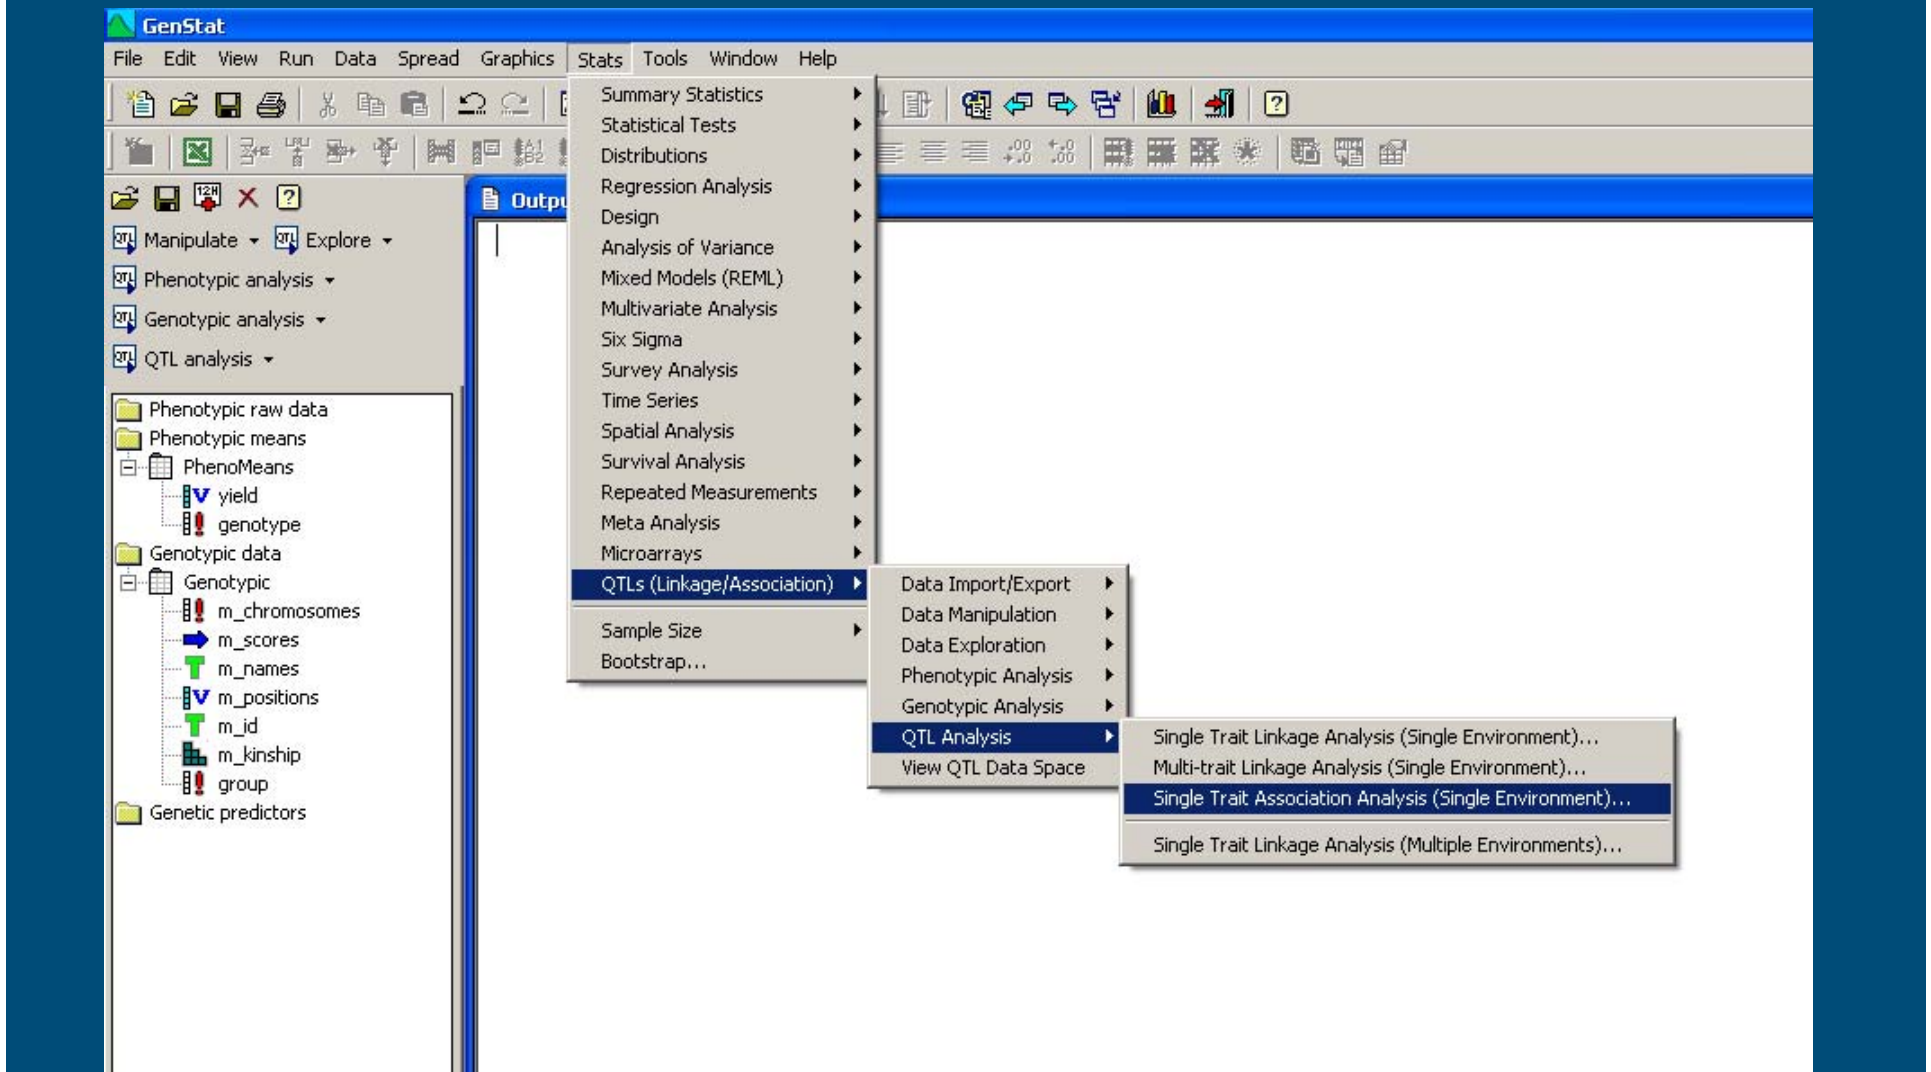 GenStat
File Edit View Run Data Spread Graphics Stats Tools Window Help
Manipulate Explore
Phenotypic analysis
Genotypic analysis
QTL analysis
Phenotypic raw data
Phenotypic means
PhenoMeans
yield
genotype
Genotypic data
Genotypic
m_chromosomes
m_scores
m_names
m_positions
m_id
m_kinship
group
Genetic predictors
Summary Statistics
Statistical Tests
Distributions
Regression Analysis
Design
Analysis of Variance
Mixed Models (REML)
Multivariate Analysis
Six Sigma
Survey Analysis
Time Series
Spatial Analysis
Survival Analysis
Repeated Measurements
Meta Analysis
Microarrays
QTLs (Linkage/Association)
Sample Size
Bootstrap...
Data Import/Export
Data Manipulation
Data Exploration
Phenotypic Analysis
Genotypic Analysis
QTL Analysis
View QTL Data Space
Single Trait Linkage Analysis (Single Environment)...
Multi-trait Linkage Analysis (Single Environment)...
Single Trait Association Analysis (Single Environment)...
Single Trait Linkage Analysis (Multiple Environments)...